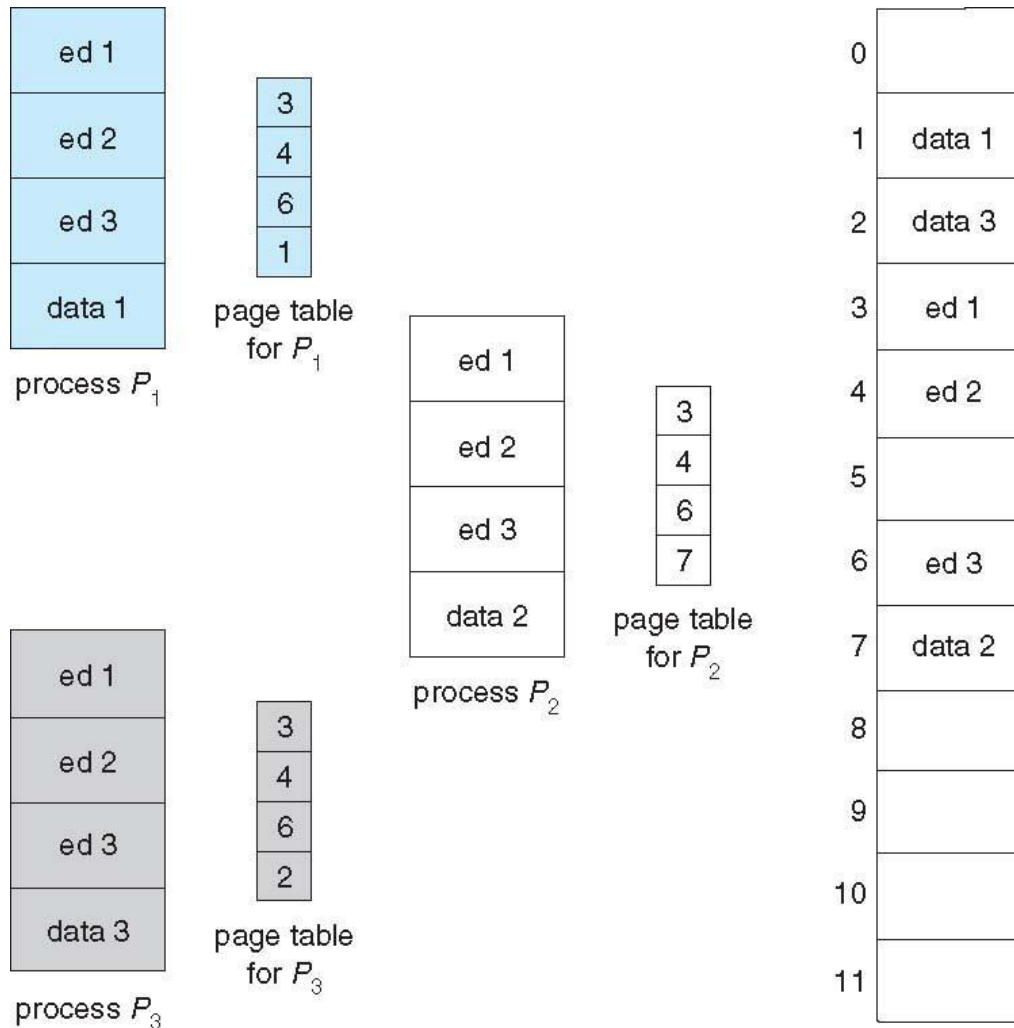 ed 1
ed 2
ed 3
data 1
process P1
3
4
6
1
page table
for P1
ed 1
ed 2
ed 3
data 2
process P2
3
4
6
7
page table
for P2
ed 1
ed 2
ed 3
data 3
process P3
3
4
6
2
page table
for P3
0
1 data 1
2 data 3
3 ed 1
4 ed 2
5
6 ed 3
7 data 2
8
9
10
11